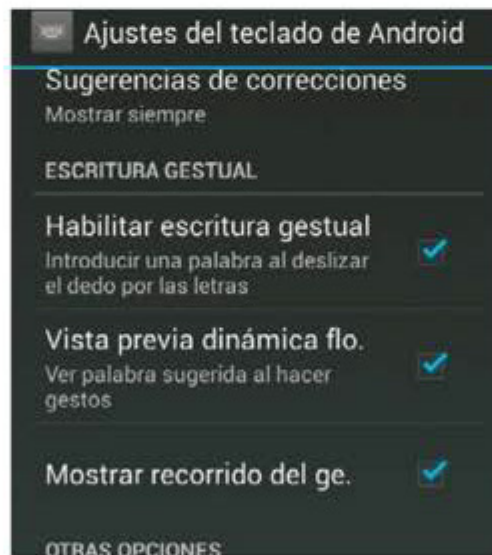 Ajustes del teclado de Android
Sugerencias de correcciones
Mostrar siempre
ESCRITURA GESTUAL
Habilitar escritura gestual
Introducir una palabra al deslizar
el dedo por las letras
Vista previa dinámica flo.
Ver palabra sugerida al hacer
gestos
Mostrar recorrido del ge.
OTRAS OPCIONES